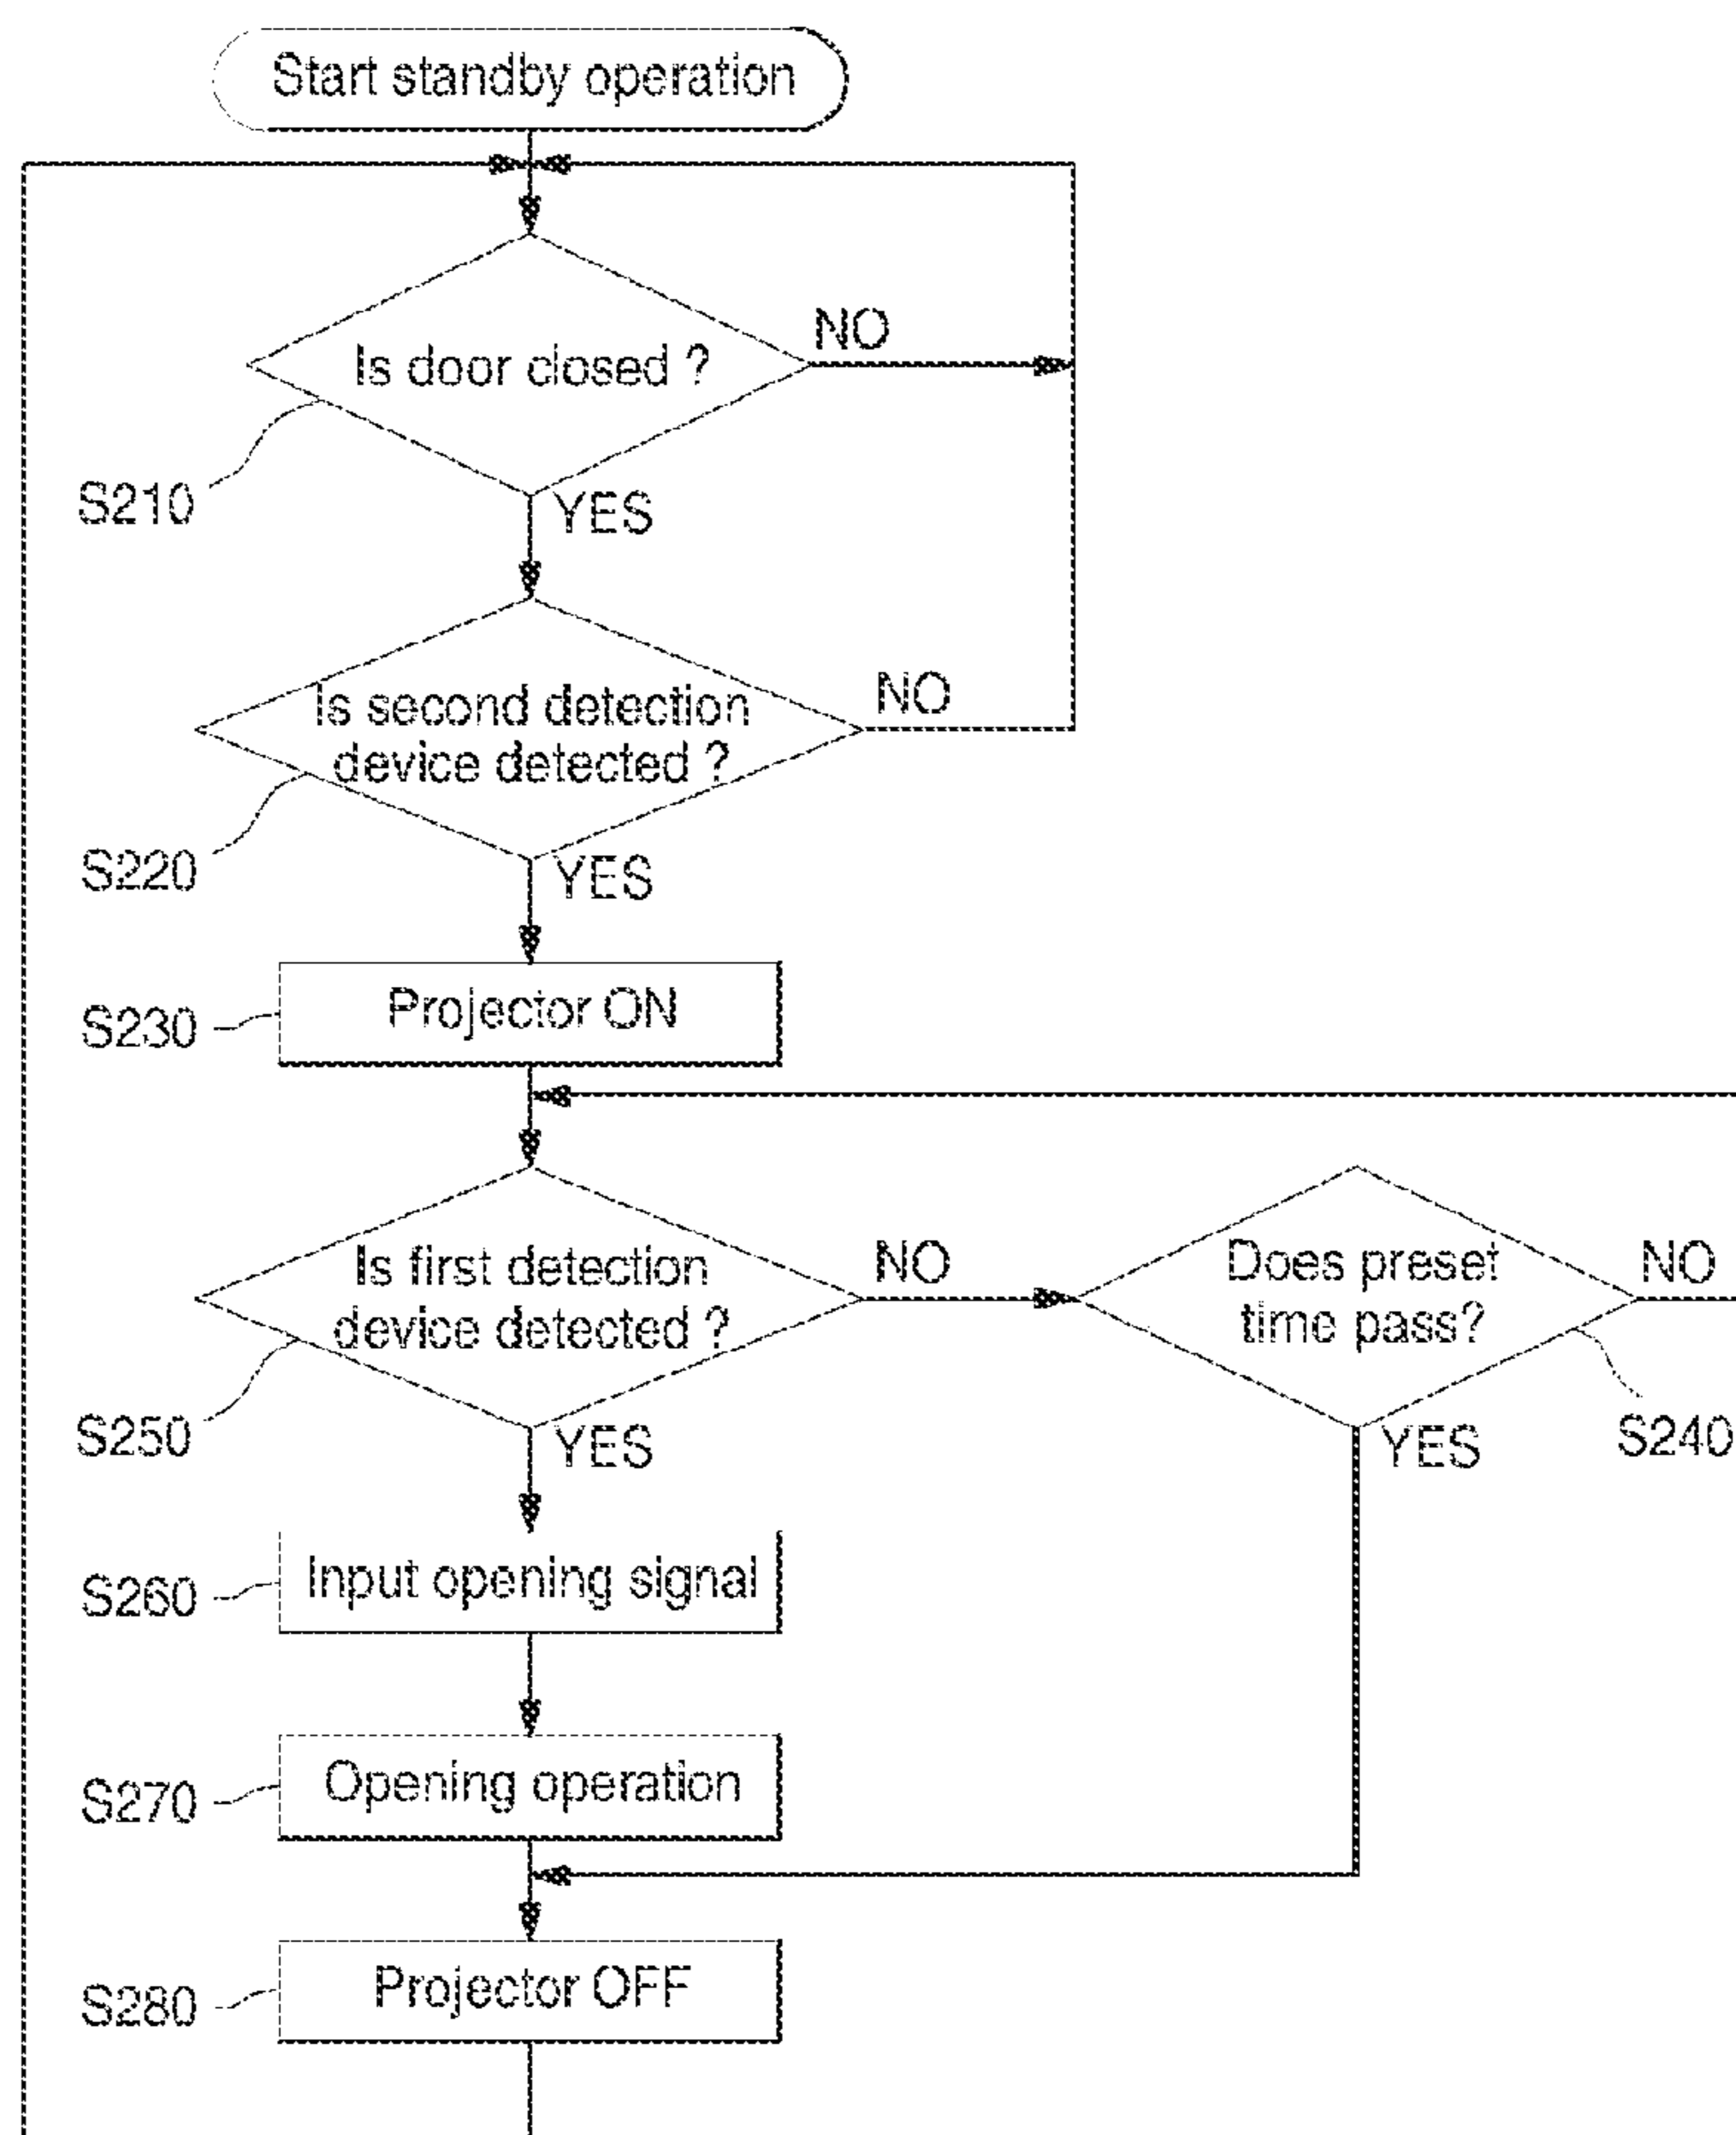 Start standby operation
Is door closed ?
NO
S210
YES
Is second detection
device detected ?
NO
S220
YES
Projector ON
S230
Is first detection
device detected ?
NO
Does preset
time pass?
NO
S250
YES
YES
S240
Input opening signal
S260
Opening operation
S270
Projector OFF
S280